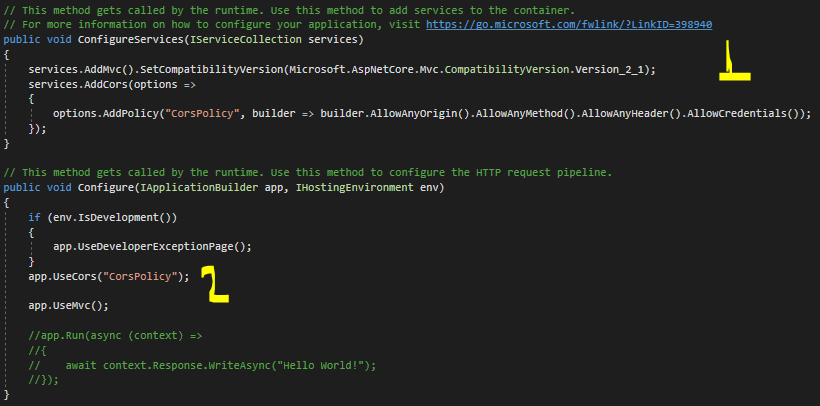 // This method gets called by the runtime. Use this method to add services to the container.
// For more information on how to configure your application, visit https://go.microsoft.com/fwlink/?LinkID=398940
public void ConfigureServices(IServiceCollection services)
{
    services.AddMvc().SetCompatibilityVersion(Microsoft.AspNetCore.Mvc.CompatibilityVersion.Version_2_1);
1
    services.AddCors(options =>
    {
        options.AddPolicy("CorsPolicy", builder => builder.AllowAnyOrigin().AllowAnyMethod().AllowAnyHeader().AllowCredentials());
    });
}
// This method gets called by the runtime. Use this method to configure the HTTP request pipeline.
public void Configure(IApplicationBuilder app, IHostingEnvironment env)
{
    if (env.IsDevelopment())
    {
        app.UseDeveloperExceptionPage();
    }
    app.UseCors("CorsPolicy");
2
    app.UseMvc();
    //app.Run(async (context) =>
    //{
    //    await context.Response.WriteAsync("Hello World!");
    //});
}